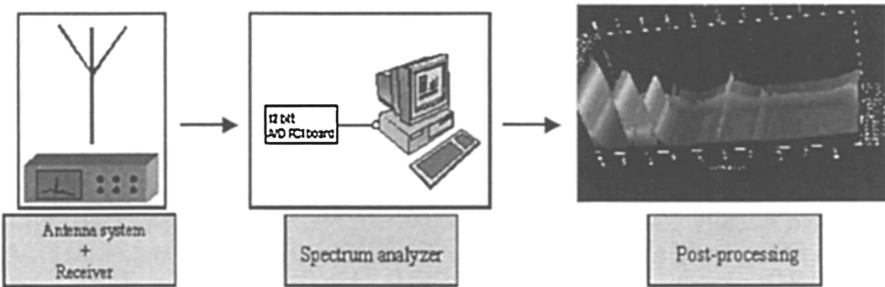 12 bit
A/D PCI board
Antenna system
+
Receiver
Spectrum analyzer
Post-processing